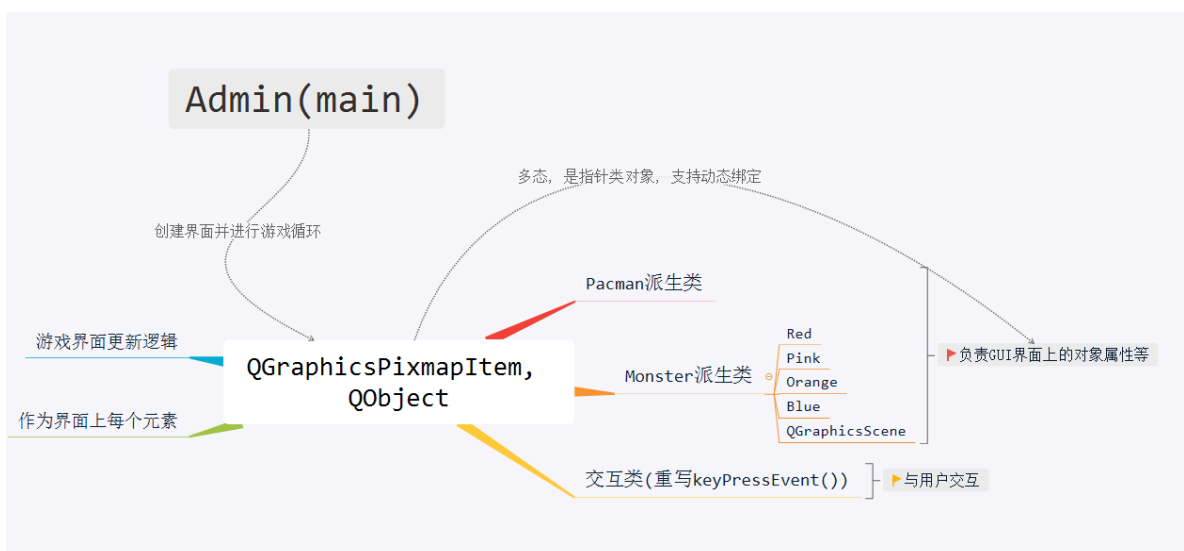 Admin(main)
多态，是指针类对象，支持动态绑定
创建界面并进行游戏循环
Pacman派生类
游戏界面更新逻辑
QGraphicsPixmapItem,
QObject
作为界面上每个元素
Monster派生类
Red
Pink
Orange
Blue
QGraphicsScene
负责GUI界面上的对象属性等
交互类(重写keyPressEvent())
与用户交互